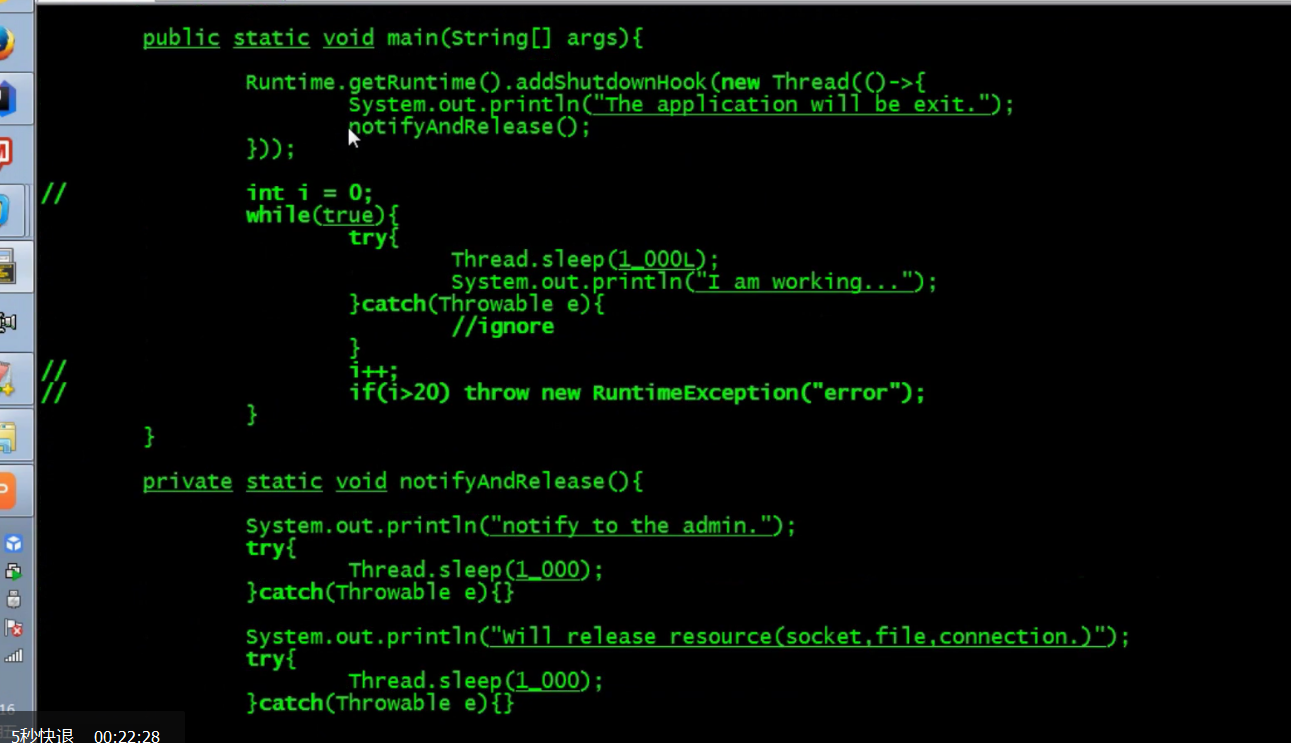 public static void main(String[] args){
Runtime.getRuntime().addShutdownHook(new Thread(()->{
System.out.println("The application will be exit.");
notifyAndRelease();
}));
// int i = 0;
while(true){
try{
Thread.sleep(1_000L);
System.out.println("I am working...");
}catch(Throwable e){
//ignore
}
// i++;
// if(i>20) throw new RuntimeException("error");
}
}
private static void notifyAndRelease(){
System.out.println("notify to the admin.");
try{
Thread.sleep(1_000);
}catch(Throwable e){}
System.out.println("Will release resource(socket,file,connection.)");
try{
Thread.sleep(1_000);
}catch(Throwable e){}
5秒快退 00:22:28